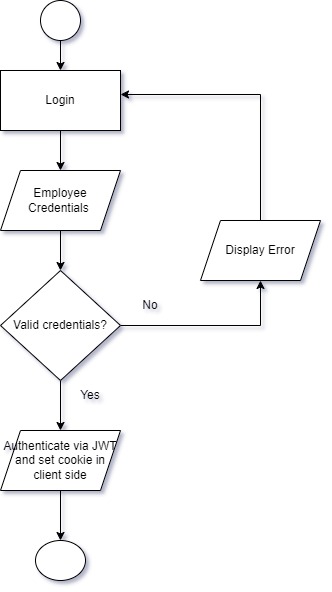 Login
Employee
Credentials
Display Error
Valid credentials?
No
Yes
Authenticate via JWT
and set cookie in
client side